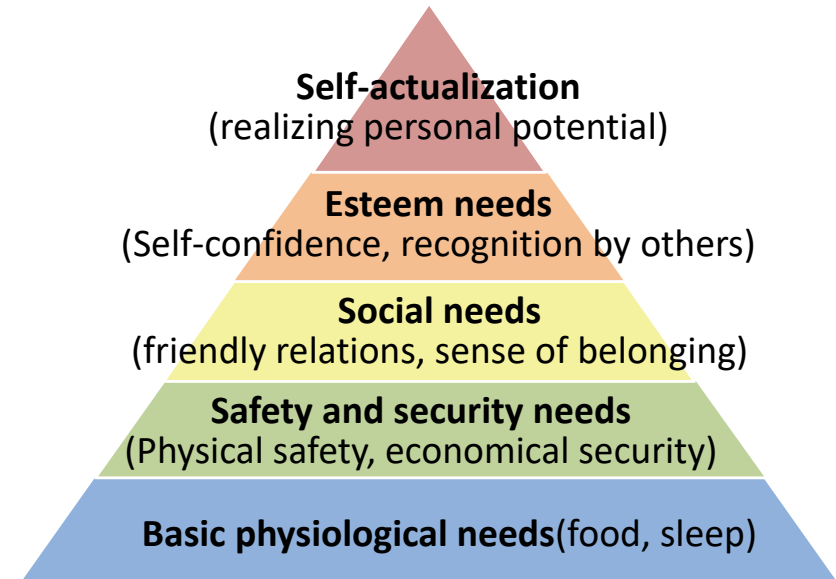 Self-actualization
(realizing personal potential)
Esteem needs
(Self-confidence, recognition by others)
Social needs
(friendly relations, sense of belonging)
Safety and security needs
(Physical safety, economical security)
Basic physiological needs(food, sleep)